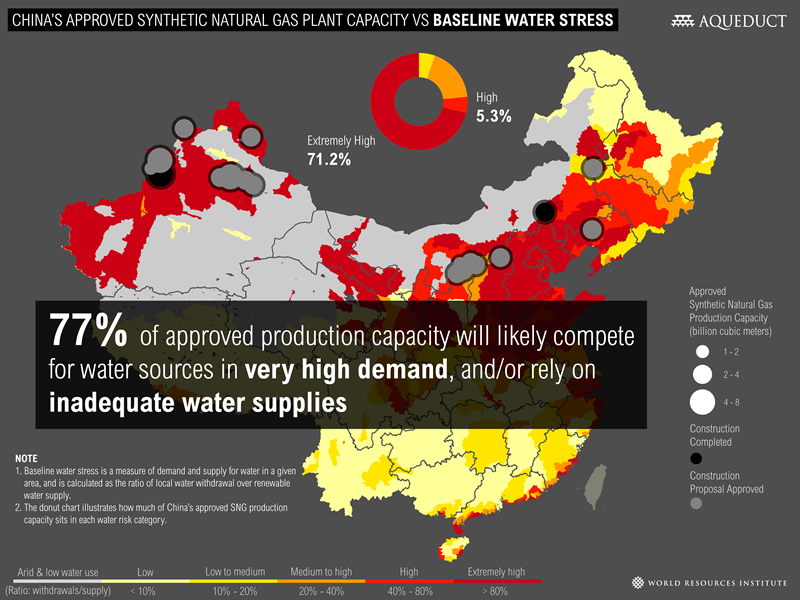 CHINA'S APPROVED SYNTHETIC NATURAL GAS PLANT CAPACITY VS BASELINE WATER STRESS
AQUEDUCT
High
5.3%
Extremely High
71.2%
77% of approved production capacity will likely compete
for water sources in very high demand, and/or rely on
inadequate water supplies
Approved
Synthetic Natural Gas
Production Capacity
(billion cubic meters)
1 - 2
2 - 4
4 - 8
Construction
Completed
Construction
Proposal Approved
NOTE
1. Baseline water stress is a measure of demand and supply for water in a given
area, and is calculated as the ratio of local water withdrawal over renewable
water supply.
2. The donut chart illustrates how much of China's approved SNG production
capacity sits in each water risk category.
Arid & low water use
Low
Low to medium
Medium to high
High
Extremely high
(Ratio: withdrawals/supply)
< 10%
10% - 20%
20% - 40%
40% - 80%
> 80%
WORLD RESOURCES INSTITUTE